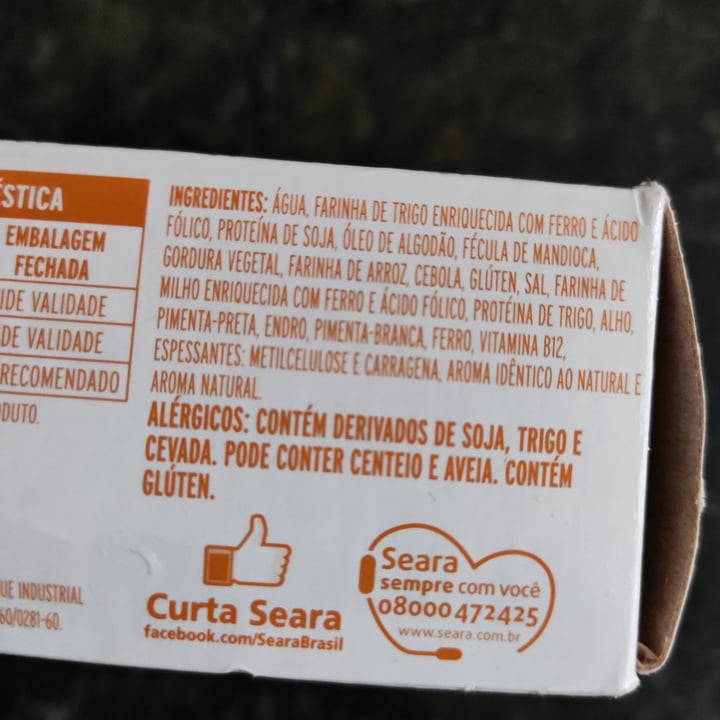 ÉSTICA
EMBALAGEM
FECHADA
IDE VALIDADE
DE VALIDADE
RECOMENDADO
ODUTO.
UE INDUSTRIAL
60/0281-60.
INGREDIENTES: ÁGUA, FARINHA DE TRIGO ENRIQUECIDA COM FERRO E ÁCIDO
FÓLICO, PROTEÍNA DE SOJA, ÓLEO DE ALGODÃO, FÉCULA DE MANDIOCA,
GORDURA VEGETAL, FARINHA DE ARROZ, CEBOLA, GLÚTEN, SAL, FARINHA DE
MILHO ENRIQUECIDA COM FERRO E ÁCIDO FÓLICO, PROTÉINA DE TRIGO, ALHO,
PIMENTA-PRETA, ENDRO, PIMENTA-BRANCA, FERRO, VITAMINA B12,
ESPESSANTES: METILCELULOSE E CARRAGENA, AROMA IDÊNTICO AO NATURAL E
AROMA NATURAL.
ALÉRGICOS: CONTÉM DERIVADOS DE SOJA, TRIGO E
CEVADA. PODE CONTER CENTEIO E AVEIA. CONTÉM
GLÚTEN.
Curta Seara
facebook.com/SearaBrasil
Seara
sempre com você
08000472425
www.seara.com.br